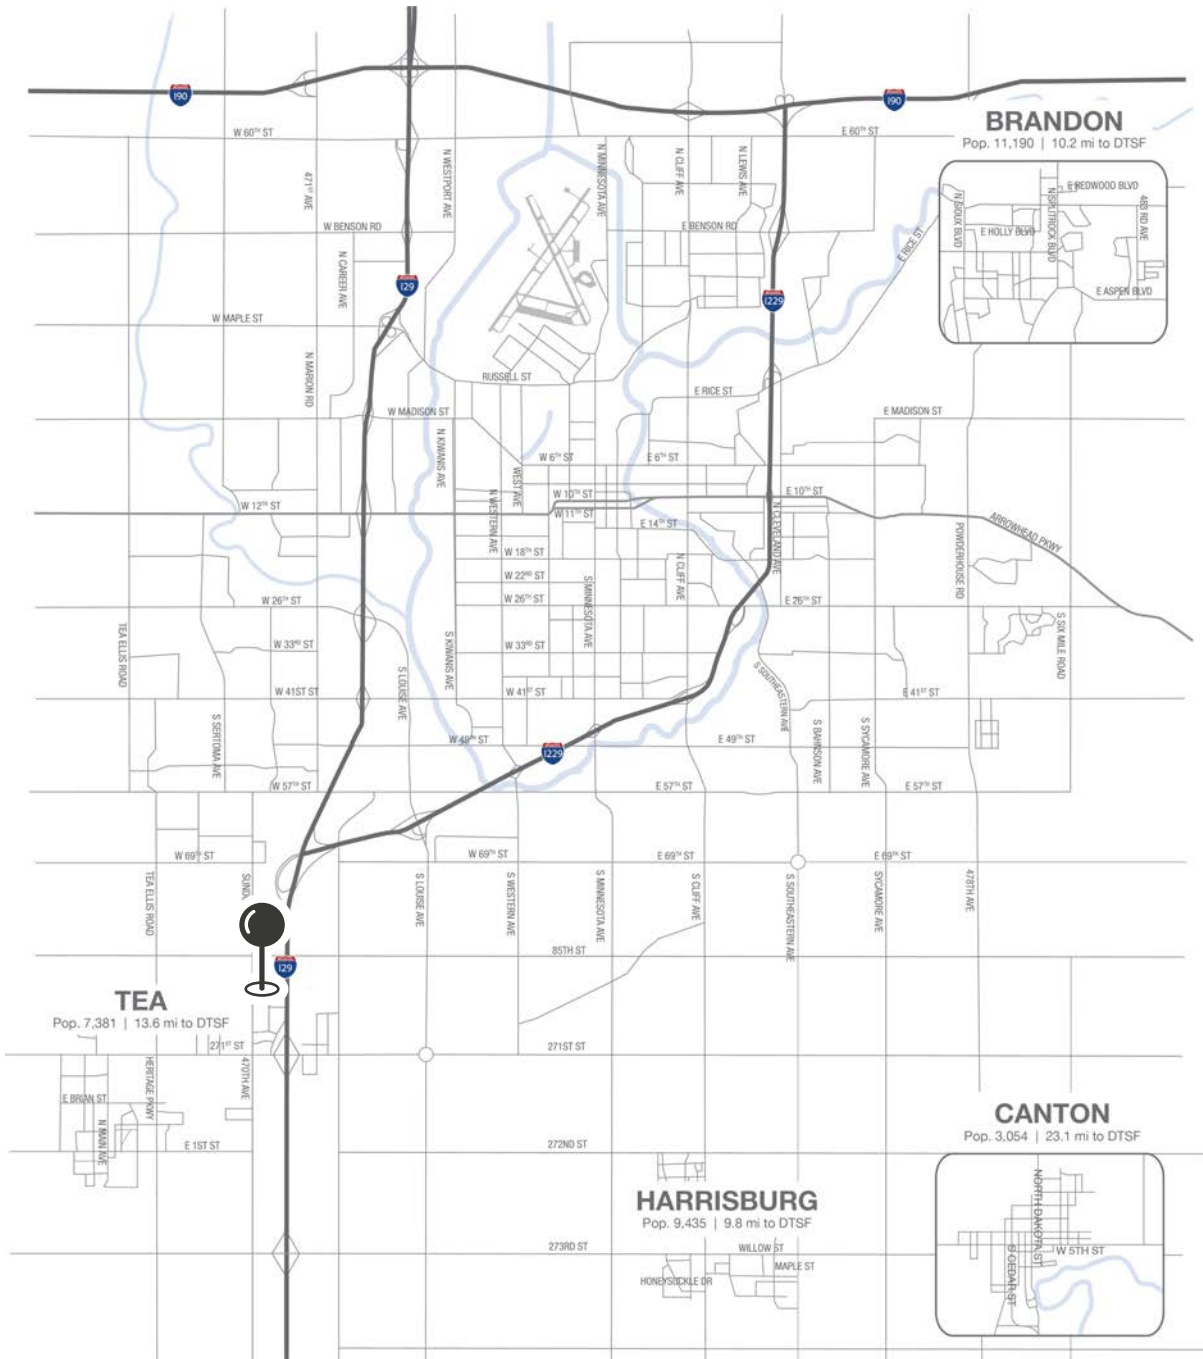 I90
I90
W 60TH ST
E 60TH ST
BRANDON
Pop. 11,190 | 10.2 mi to DTSF
E REDWOOD BLVD
N SIOUX BLVD
N SPLITROCK BLVD
483 RD AVE
E HOLLY BLVD
E ASPEN BLVD
471ST AVE
N WESTPORT AVE
N MINNESOTA AVE
N CLIFF AVE
N LEWIS AVE
W BENSON RD
E BENSON RD
E RICE ST
N CAREER AVE
I29
I229
W MAPLE ST
N MARION RD
RUSSELL ST
E RICE ST
W MADISON ST
E MADISON ST
N KIWANIS AVE
W 6TH ST
E 6TH ST
WEST AVE
N WESTERN AVE
W 10TH ST
E 10TH ST
W 12TH ST
W 11TH ST
E 14TH ST
N CLEVELAND AVE
ARROWHEAD PKWY
POWDERHOUSE RD
W 18TH ST
N CLIFF AVE
W 22ND ST
S MINNESOTA AVE
W 26TH ST
W 26TH ST
E 26TH ST
TEA ELLIS ROAD
S SIX MILE ROAD
W 33RD ST
S KIWANIS AVE
W 33RD ST
S LOUISE AVE
S SOUTHEASTERN AVE
W 41ST ST
W 41ST ST
E 41ST ST
S SERTOMA AVE
W 49TH ST
E 49TH ST
S BAHNSON AVE
S SYCAMORE AVE
I229
W 57TH ST
E 57TH ST
E 57TH ST
W 69TH ST
W 69TH ST
E 69TH ST
E 69TH ST
TEA ELLIS ROAD
S LOUISE AVE
S WESTERN AVE
S MINNESOTA AVE
S CLIFF AVE
S SOUTHEASTERN AVE
SYCAMORE AVE
478TH AVE
85TH ST
I29
TEA
Pop. 7,381 | 13.6 mi to DTSF
271ST ST
271ST ST
HERITAGE PKWY
470TH AVE
E BRIAN ST
N MAIN AVE
E 1ST ST
272ND ST
CANTON
Pop. 3,054 | 23.1 mi to DTSF
NORTH DAKOTA ST
W 5TH ST
S CEDAR ST
HARRISBURG
Pop. 9,435 | 9.8 mi to DTSF
273RD ST
WILLOW ST
MAPLE ST
HONEYSUCKLE DR